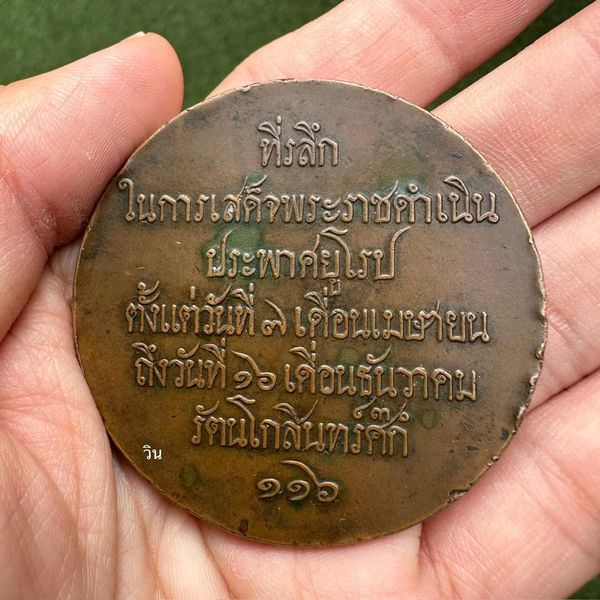 ที่รลึก
ในการเสด็จพระราชดำเนิน
ประพาศยูโรป
ตั้งแต่วันที่ ๗ เดือนเมษายน
ถึงวันที่ ๑๖ เดือนธันวาคม
รัตนโกสินทร์ศ๊ก
๑๑๖
วิน